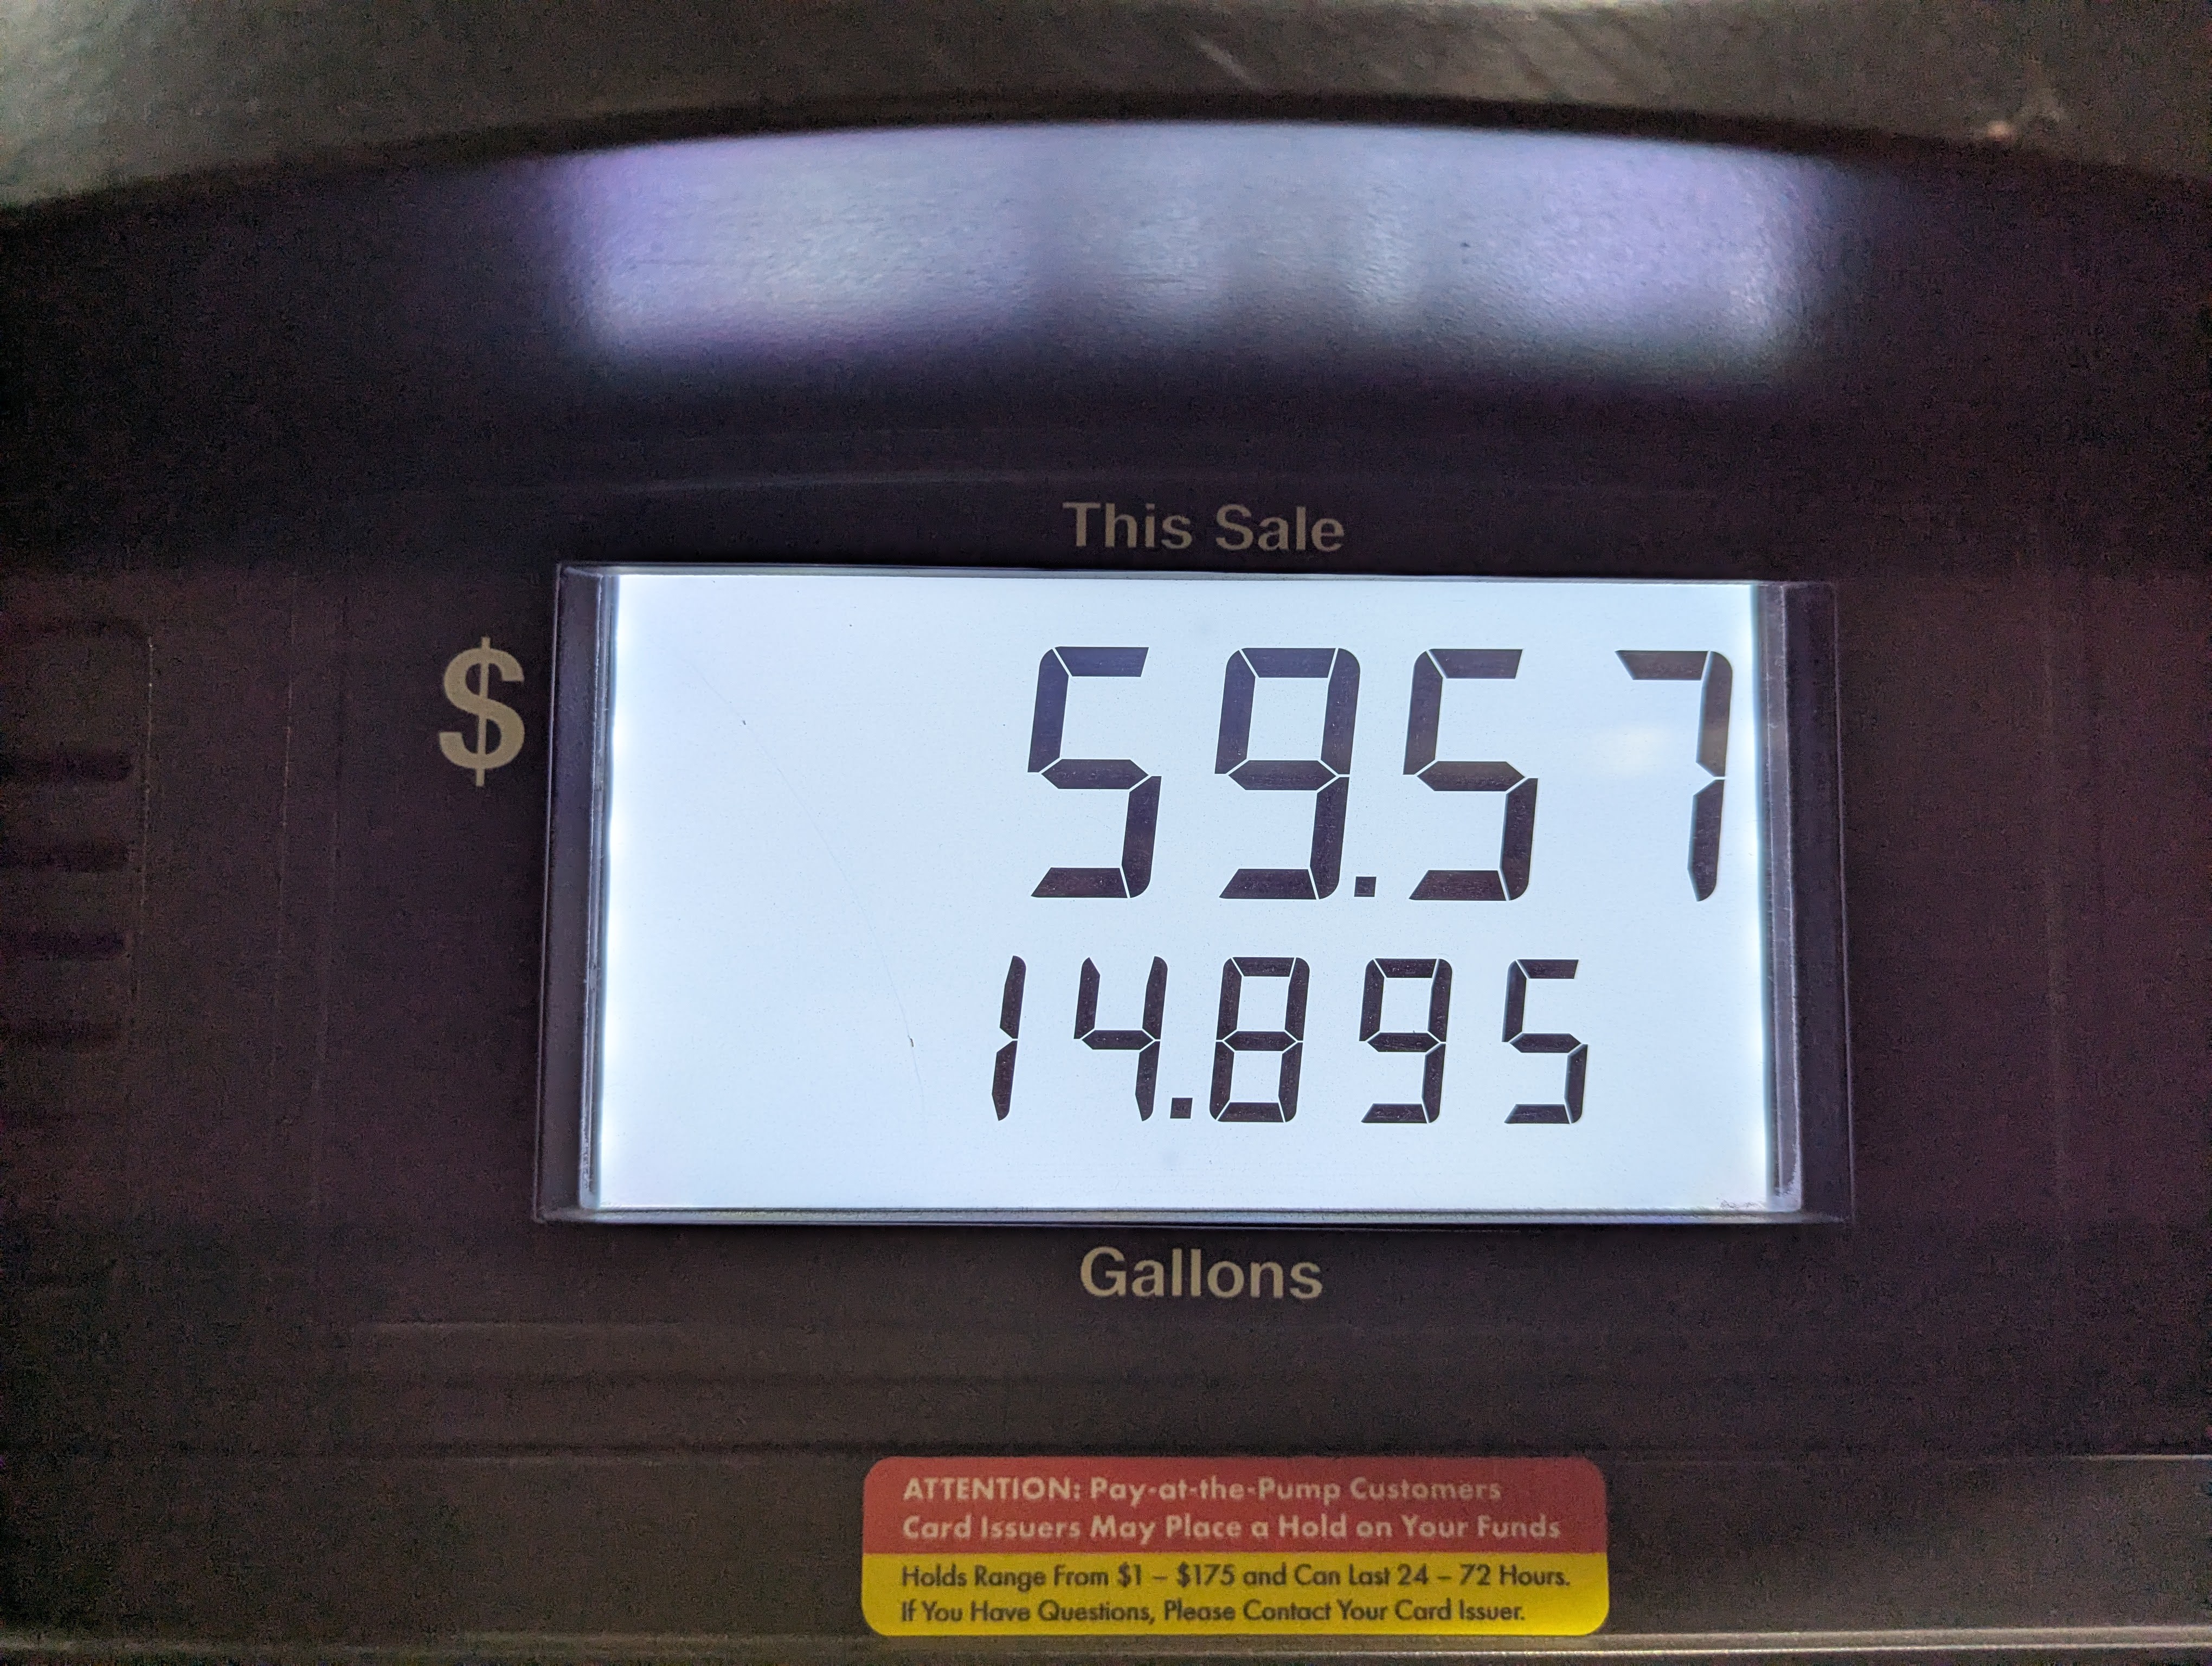 This Sale
$ 59.57
14.895
Gallons
ATTENTION: Pay-at-the-Pump Customers
Card Issuers May Place a Hold on Your Funds
Holds Range From $1 – $175 and Can Last 24 – 72 Hours.
If You Have Questions, Please Contact Your Card Issuer.